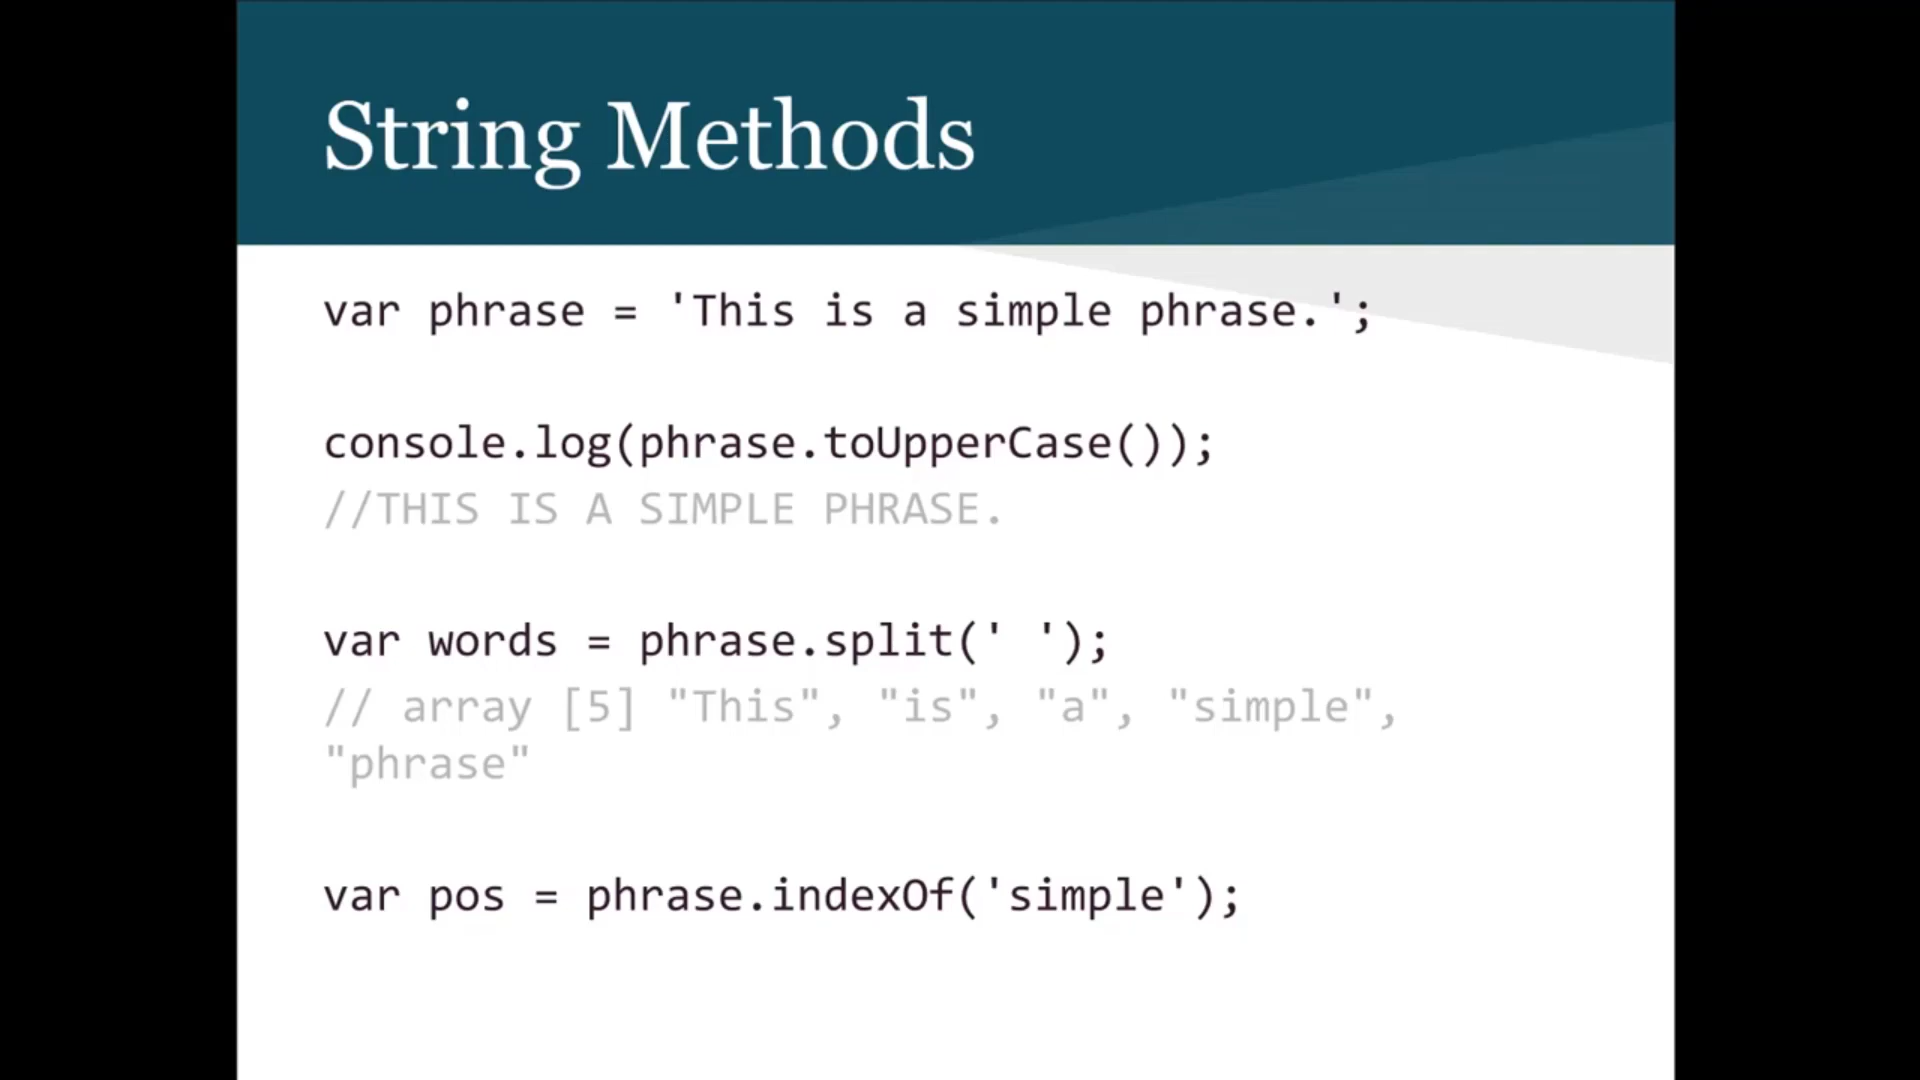 String Methods
var phrase = 'This is a simple phrase.';
console.log(phrase.toUpperCase());
//THIS IS A SIMPLE PHRASE.
var words = phrase.split(' ');
// array [5] "This", "is", "a", "simple",
"phrase"
var pos = phrase.indexOf('simple');